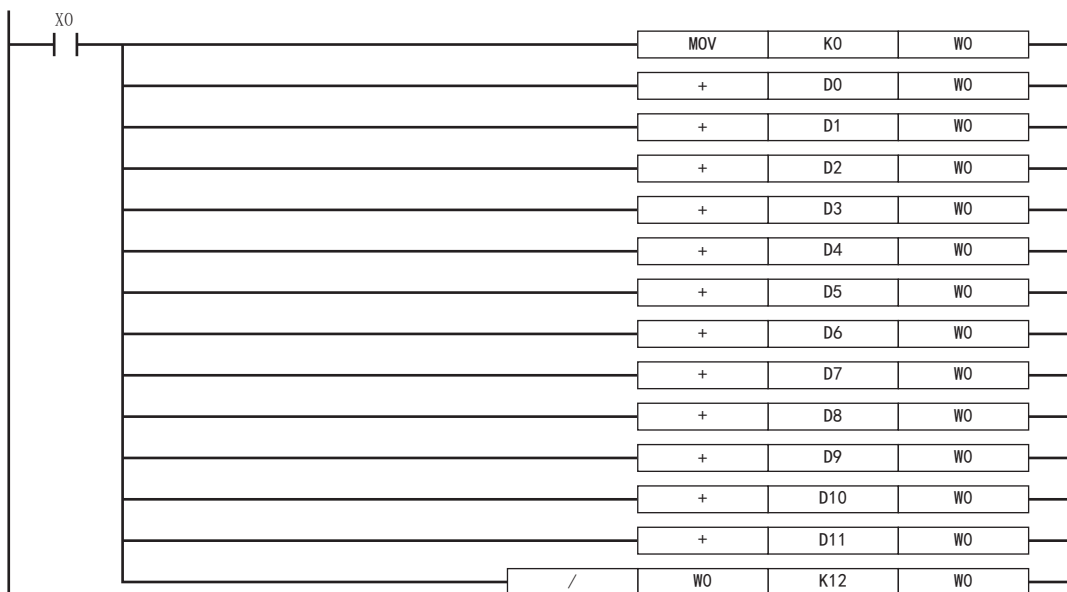 X0
MOV K0 W0
+ D0 W0
+ D1 W0
+ D2 W0
+ D3 W0
+ D4 W0
+ D5 W0
+ D6 W0
+ D7 W0
+ D8 W0
+ D9 W0
+ D10 W0
+ D11 W0
/ W0 K12 W0